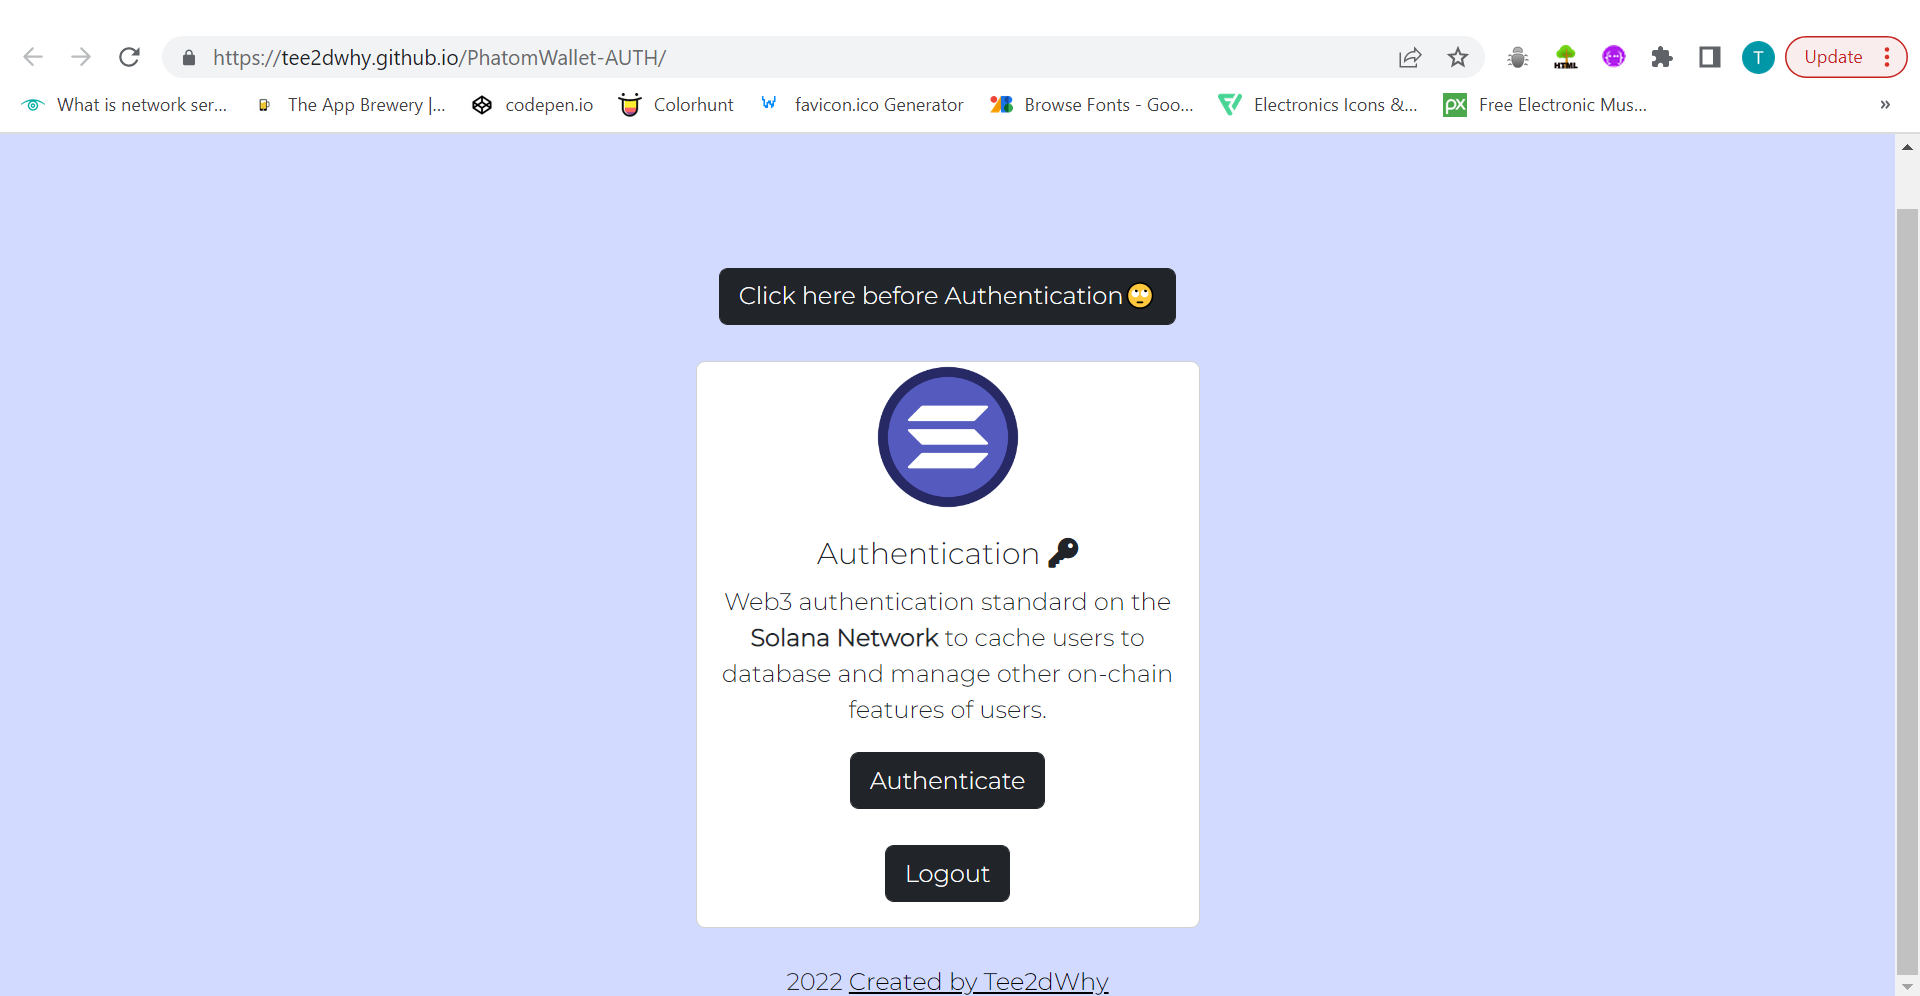 https://tee2dwhy.github.io/PhatomWallet-AUTH/
T
Update
What is network ser...
The App Brewery |...
codepen.io
Colorhunt
favicon.ico Generator
Browse Fonts - Goo...
Electronics Icons &...
Free Electronic Mus...
»
HTML
px
Click here before Authentication🙄
Authentication
Web3 authentication standard on the
Solana Network to cache users to
database and manage other on-chain
features of users.
Authenticate
Logout
2022 Created by Tee2dWhy